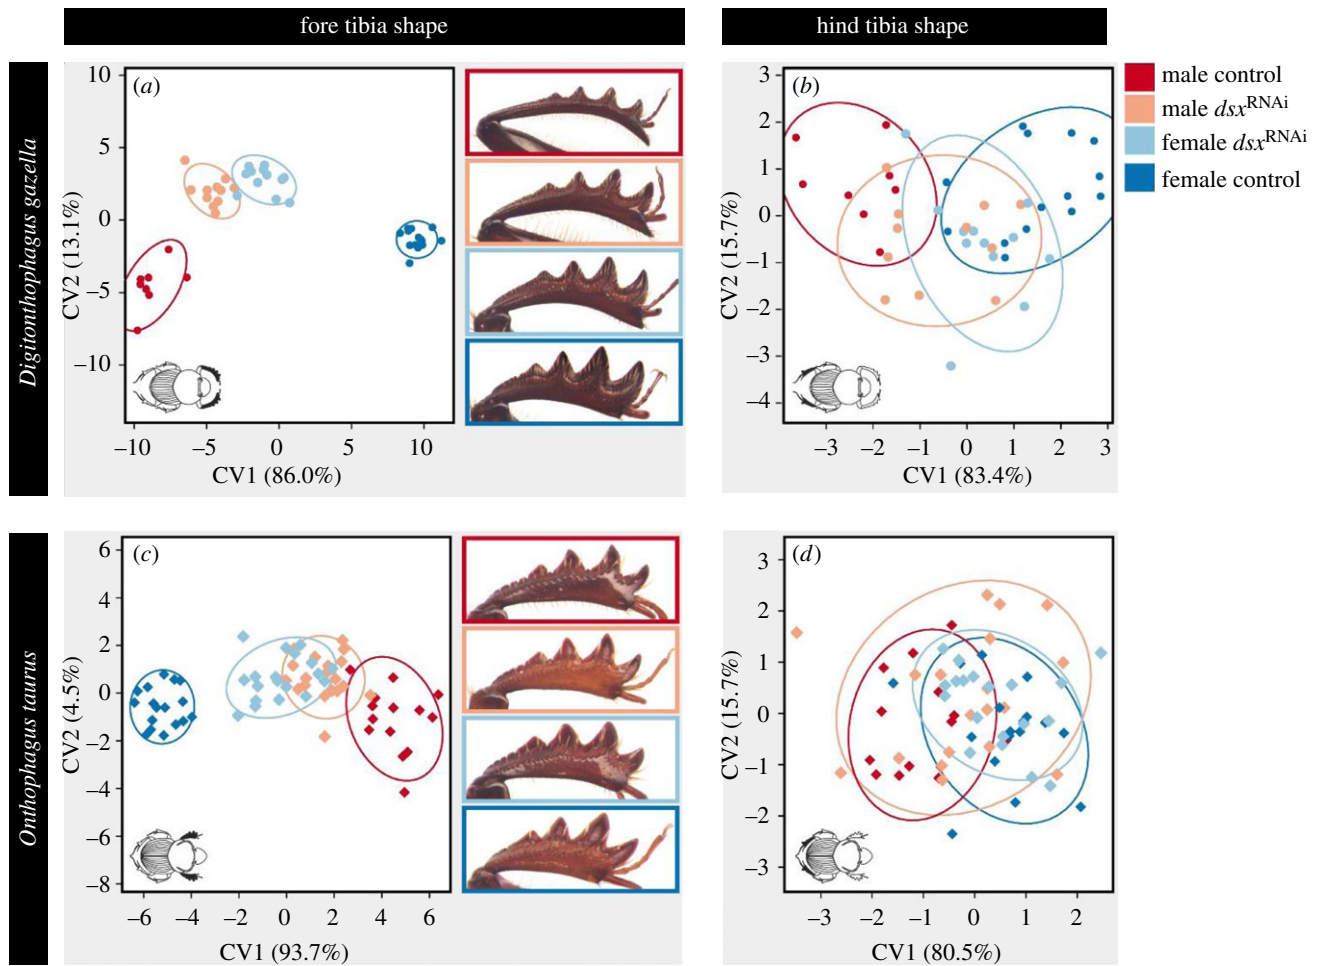 fore tibia shape
hind tibia shape
male control
male dsxRNAi
female dsxRNAi
female control
Digitonthophagus gazella
(a)
10
5
0
−5
−10
CV2 (13.1%)
−10 −5 0 5 10
CV1 (86.0%)
(b)
3
2
1
0
−1
−2
−3
−4
CV2 (15.7%)
−3 −2 −1 0 1 2 3
CV1 (83.4%)
Onthophagus taurus
(c)
6
4
2
0
−2
−4
−6
−8
CV2 (4.5%)
−6 −4 −2 0 2 4 6
CV1 (93.7%)
(d)
3
2
1
0
−1
−2
−3
CV2 (15.7%)
−3 −2 −1 0 1 2
CV1 (80.5%)